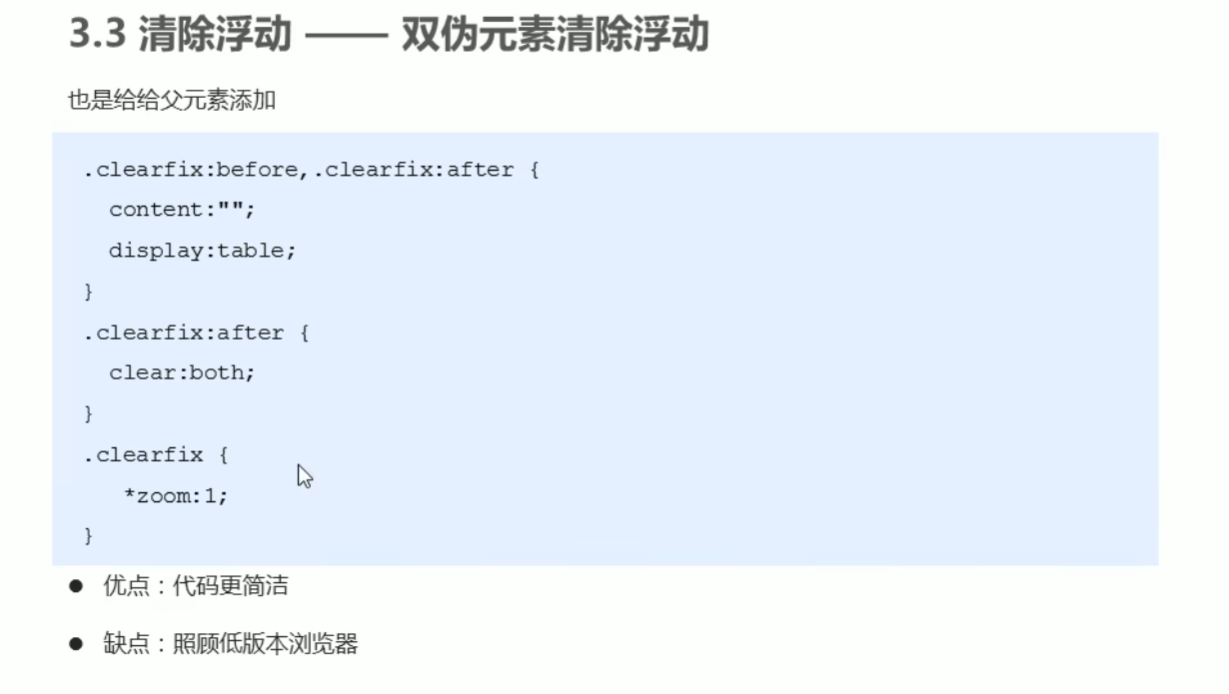 3.3 清除浮动 —— 双伪元素清除浮动
也是给给父元素添加
.clearfix:before,.clearfix:after {
  content:"";
  display:table;
}
.clearfix:after {
  clear:both;
}
.clearfix {
   *zoom:1;
}
● 优点：代码更简洁
● 缺点：照顾低版本浏览器